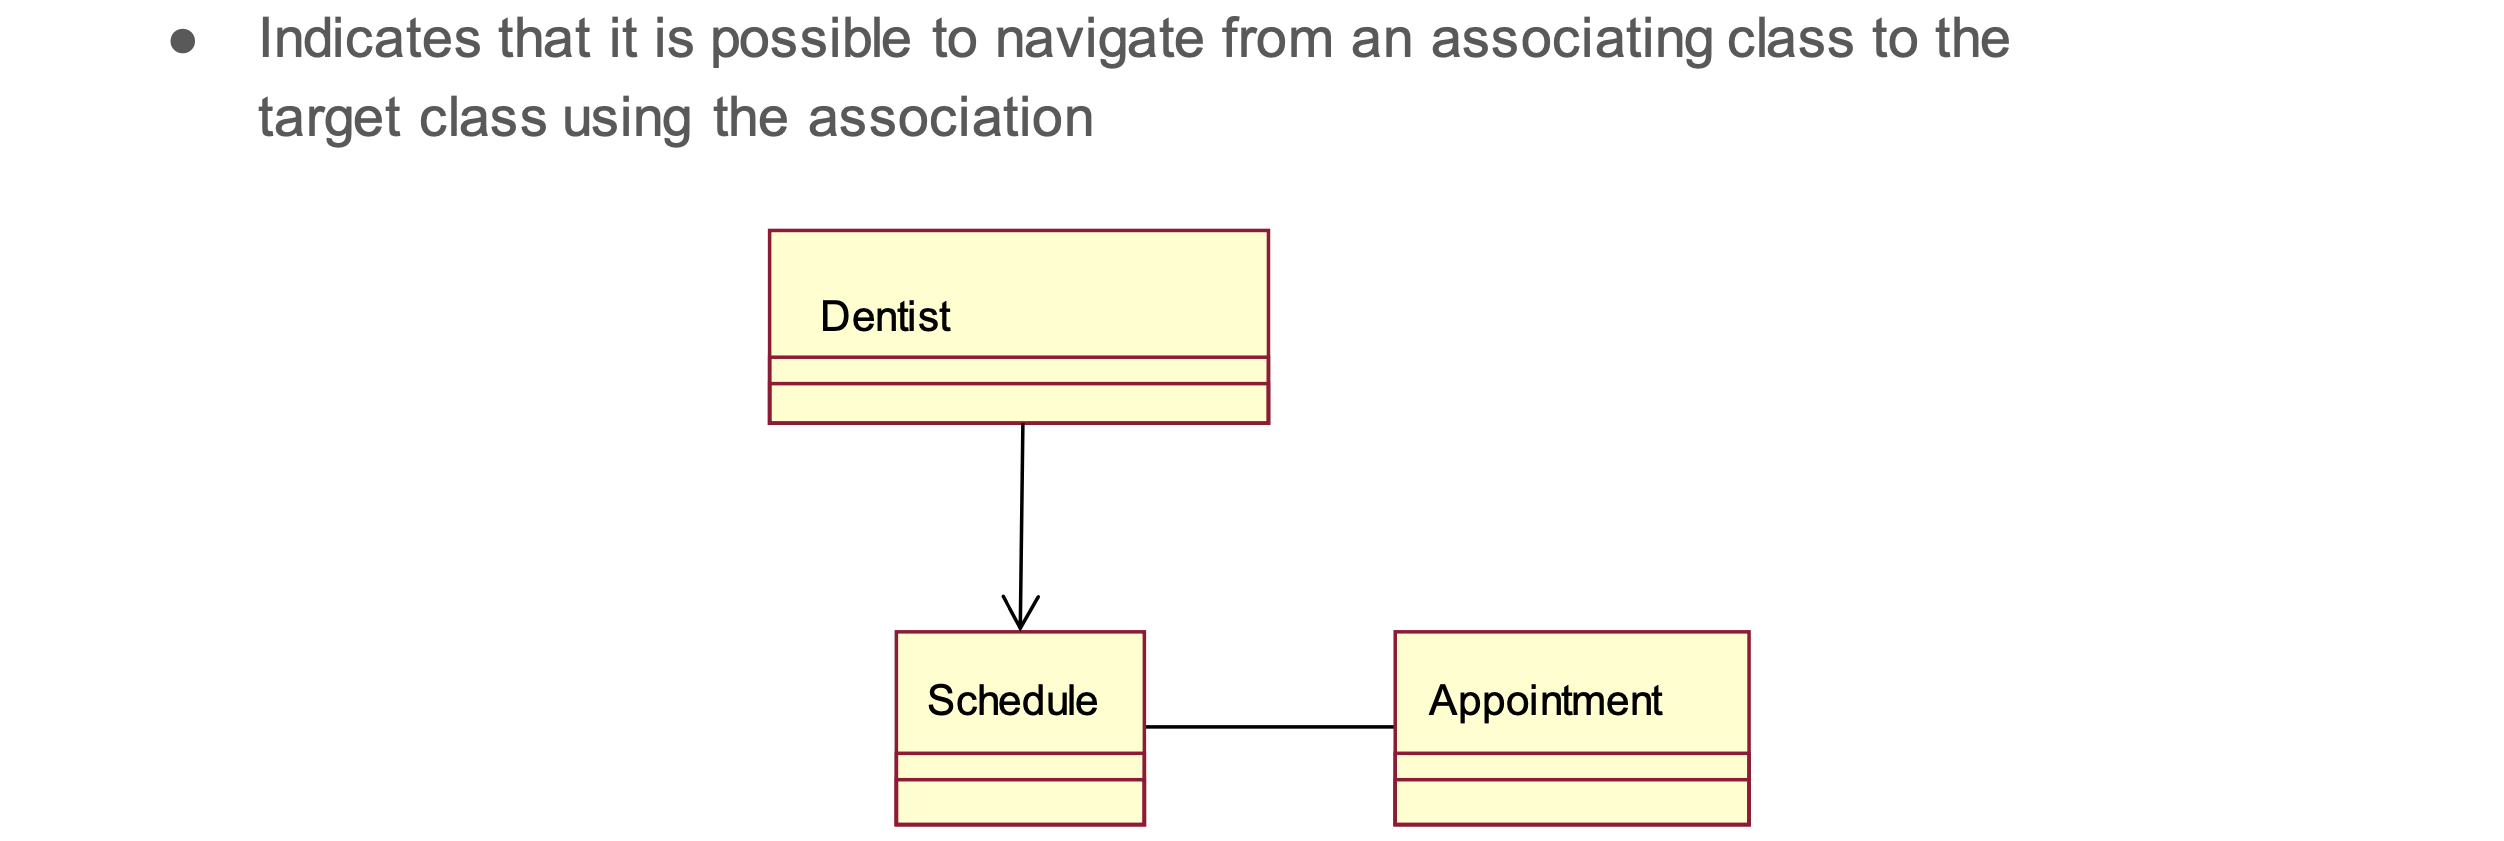 ● Indicates that it is possible to navigate from an associating class to the
target class using the association
Dentist
Schedule
Appointment